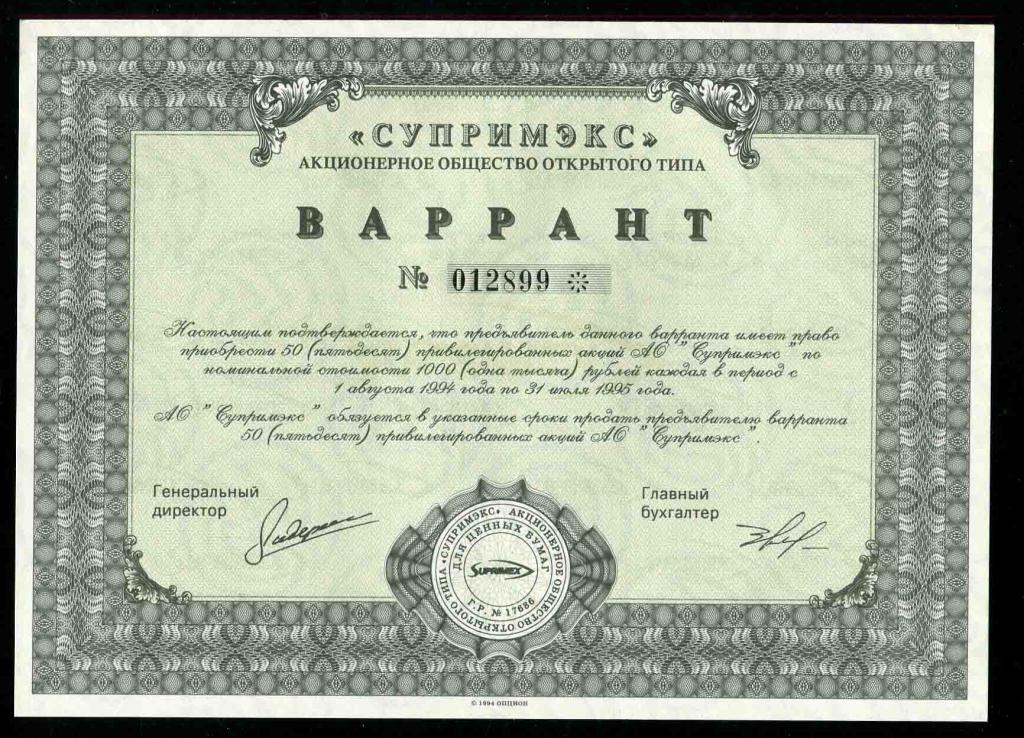 «СУПРИМЭКС»
АКЦИОНЕРНОЕ ОБЩЕСТВО ОТКРЫТОГО ТИПА
ВАРРАНТ
№ 012899 *
Настоящим подтверждается, что предъявитель данного варранта имеет право
приобрести 50 (пятьдесят) привилегированных акций АО "Супримэкс" по
номинальной стоимости 1000 (одна тысяча) рублей каждая в период с
1 августа 1994 года по 31 июля 1995 года.
АО "Супримэкс" обязуется в указанные сроки продать предъявителю варранта
50 (пятьдесят) привилегированных акций АО "Супримэкс".
Генеральный
директор
Главный
бухгалтер
«СУПРИМЭКС» АКЦИОНЕРНОЕ ОБЩЕСТВО ОТКРЫТОГО ТИПА
ДЛЯ ЦЕННЫХ БУМАГ
SUPRIMEX
Г.Р. № 17686
© 1994 ОПЦИОН